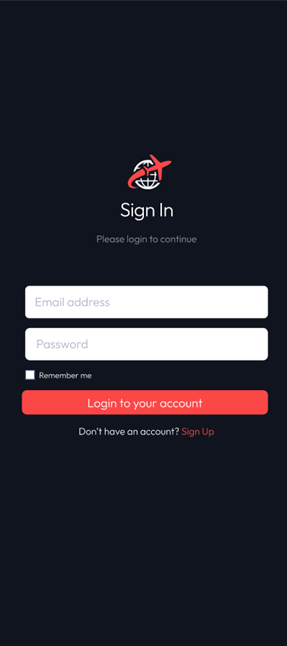 Sign In
Please login to continue
Email address
Password
Remember me
Login to your account
Don't have an account? Sign Up